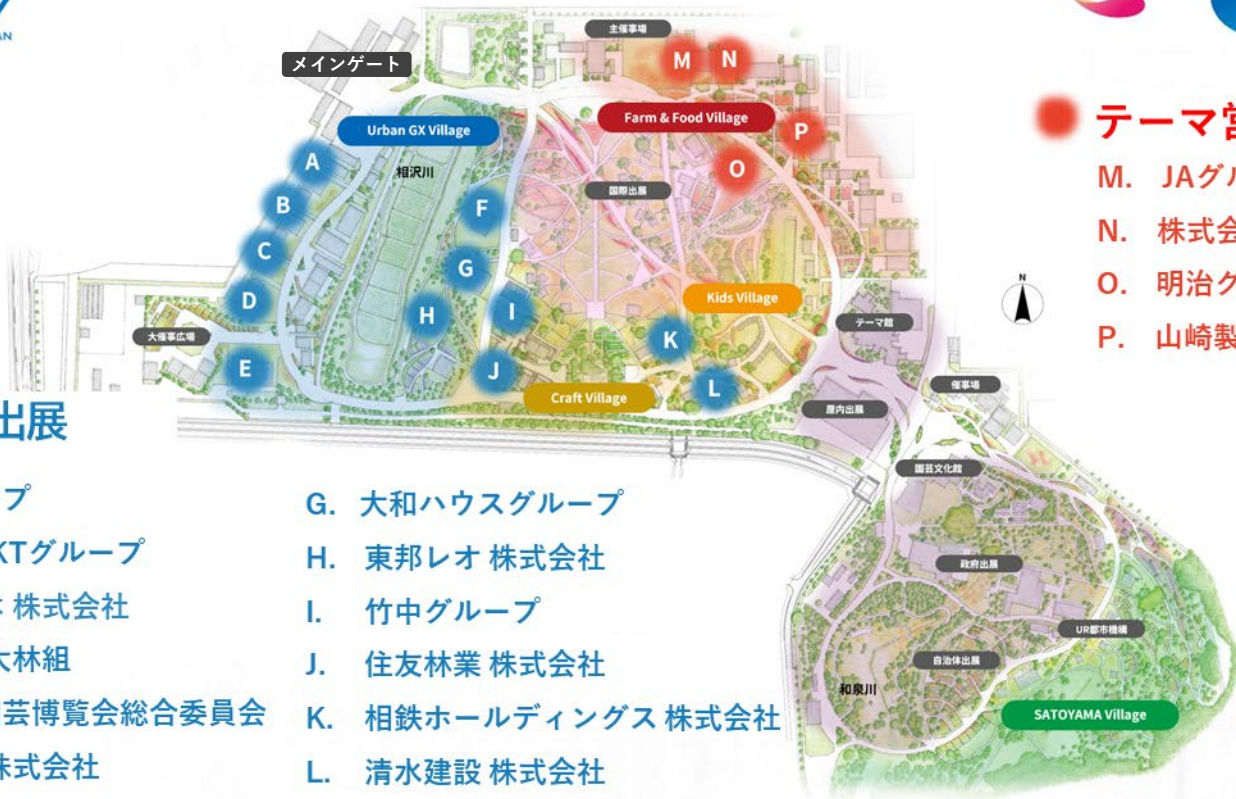 AN
メインゲート
主催事場
M
N
Urban GX Village
Farm & Food Village
P
A
相沢川
O
国際出展
B
F
C
G
D
Kids Village
H
I
テーマ館
大催事広場
K
E
J
L
Craft Village
催事場
屋内出展
園芸文化館
政府出展
UR都市機構
自治体出展
和泉川
SATOYAMA Village
N
テーマ営
M. JAグル
N. 株式会
O. 明治ク
P. 山崎製
出展
プ
KTグループ
株式会社
大林組
芸博覧会総合委員会
株式会社
G. 大和ハウスグループ
H. 東邦レオ 株式会社
I. 竹中グループ
J. 住友林業 株式会社
K. 相鉄ホールディングス 株式会社
L. 清水建設 株式会社